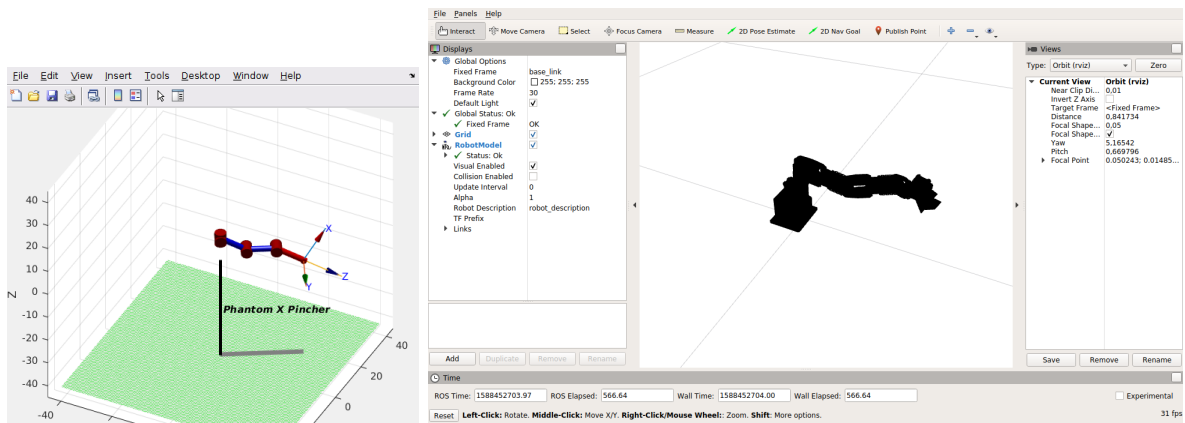 File Edit View Insert Tools Desktop Window Help
40
30
20
10
0
-10
-20
-30
-40
Z
X
Z
Y
Phantom X Pincher
-40
0
20
40
File Panels Help
Interact Move Camera Select Focus Camera Measure 2D Pose Estimate 2D Nav Goal Publish Point
Displays
Global Options
Fixed Frame base_link
Background Color 255; 255; 255
Frame Rate 30
Default Light
Global Status: Ok
Fixed Frame OK
Grid
RobotModel
Status: Ok
Visual Enabled
Collision Enabled
Update Interval 0
Alpha 1
Robot Description robot_description
TF Prefix
Links
Add Duplicate Remove Rename
Views
Type: Orbit (rviz) Zero
Current View Orbit (rviz)
Near Clip Di... 0,01
Invert Z Axis
Target Frame <Fixed Frame>
Distance 0,841734
Focal Shape... 0,05
Focal Shape...
Yaw 5,16542
Pitch 0,669796
Focal Point 0.050243; 0.01485...
Save Remove Rename
Time
ROS Time: 1588452703.97 ROS Elapsed: 566.64 Wall Time: 1588452704.00 Wall Elapsed: 566.64 Experimental
Reset Left-Click: Rotate. Middle-Click: Move X/Y. Right-Click/Mouse Wheel:: Zoom. Shift: More options. 31 fps